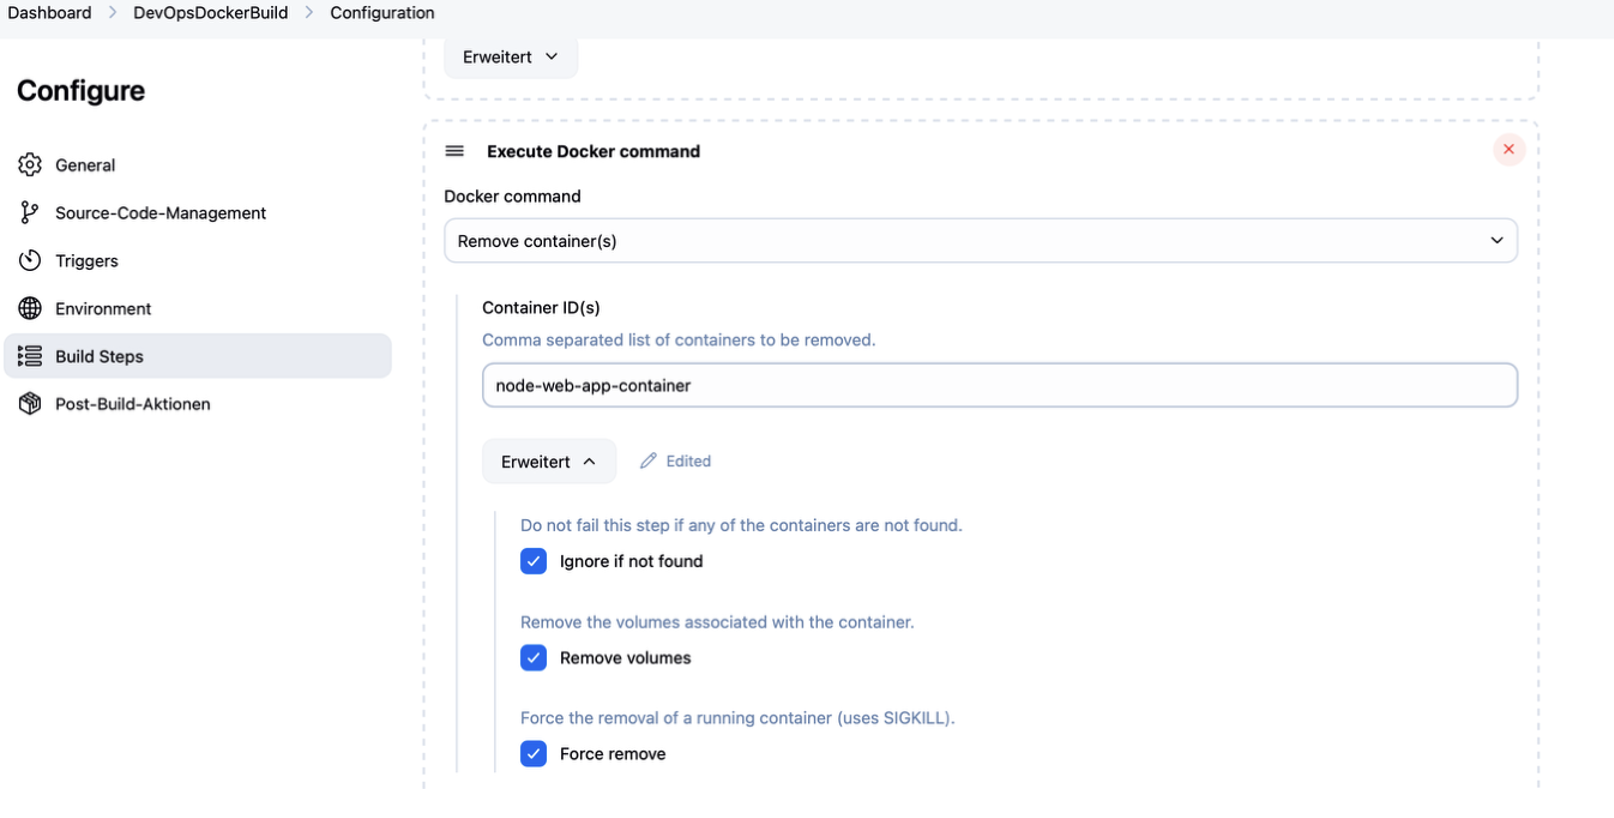 Dashboard > DevOpsDockerBuild > Configuration
Configure
General
Source-Code-Management
Triggers
Environment
Build Steps
Post-Build-Aktionen
Erweitert
Execute Docker command
Docker command
Remove container(s)
Container ID(s)
Comma separated list of containers to be removed.
node-web-app-container
Erweitert Edited
Do not fail this step if any of the containers are not found.
Ignore if not found
Remove the volumes associated with the container.
Remove volumes
Force the removal of a running container (uses SIGKILL).
Force remove